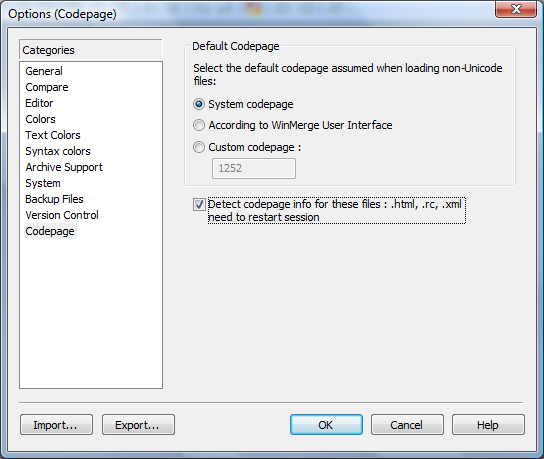 Options (Codepage)
Categories
General
Compare
Editor
Colors
Text Colors
Syntax colors
Archive Support
System
Backup Files
Version Control
Codepage
Default Codepage
Select the default codepage assumed when loading non-Unicode
files:
System codepage
According to WinMerge User Interface
Custom codepage :
1252
Detect codepage info for these files : .html, .rc, .xml
need to restart session
Import...
Export...
OK
Cancel
Help